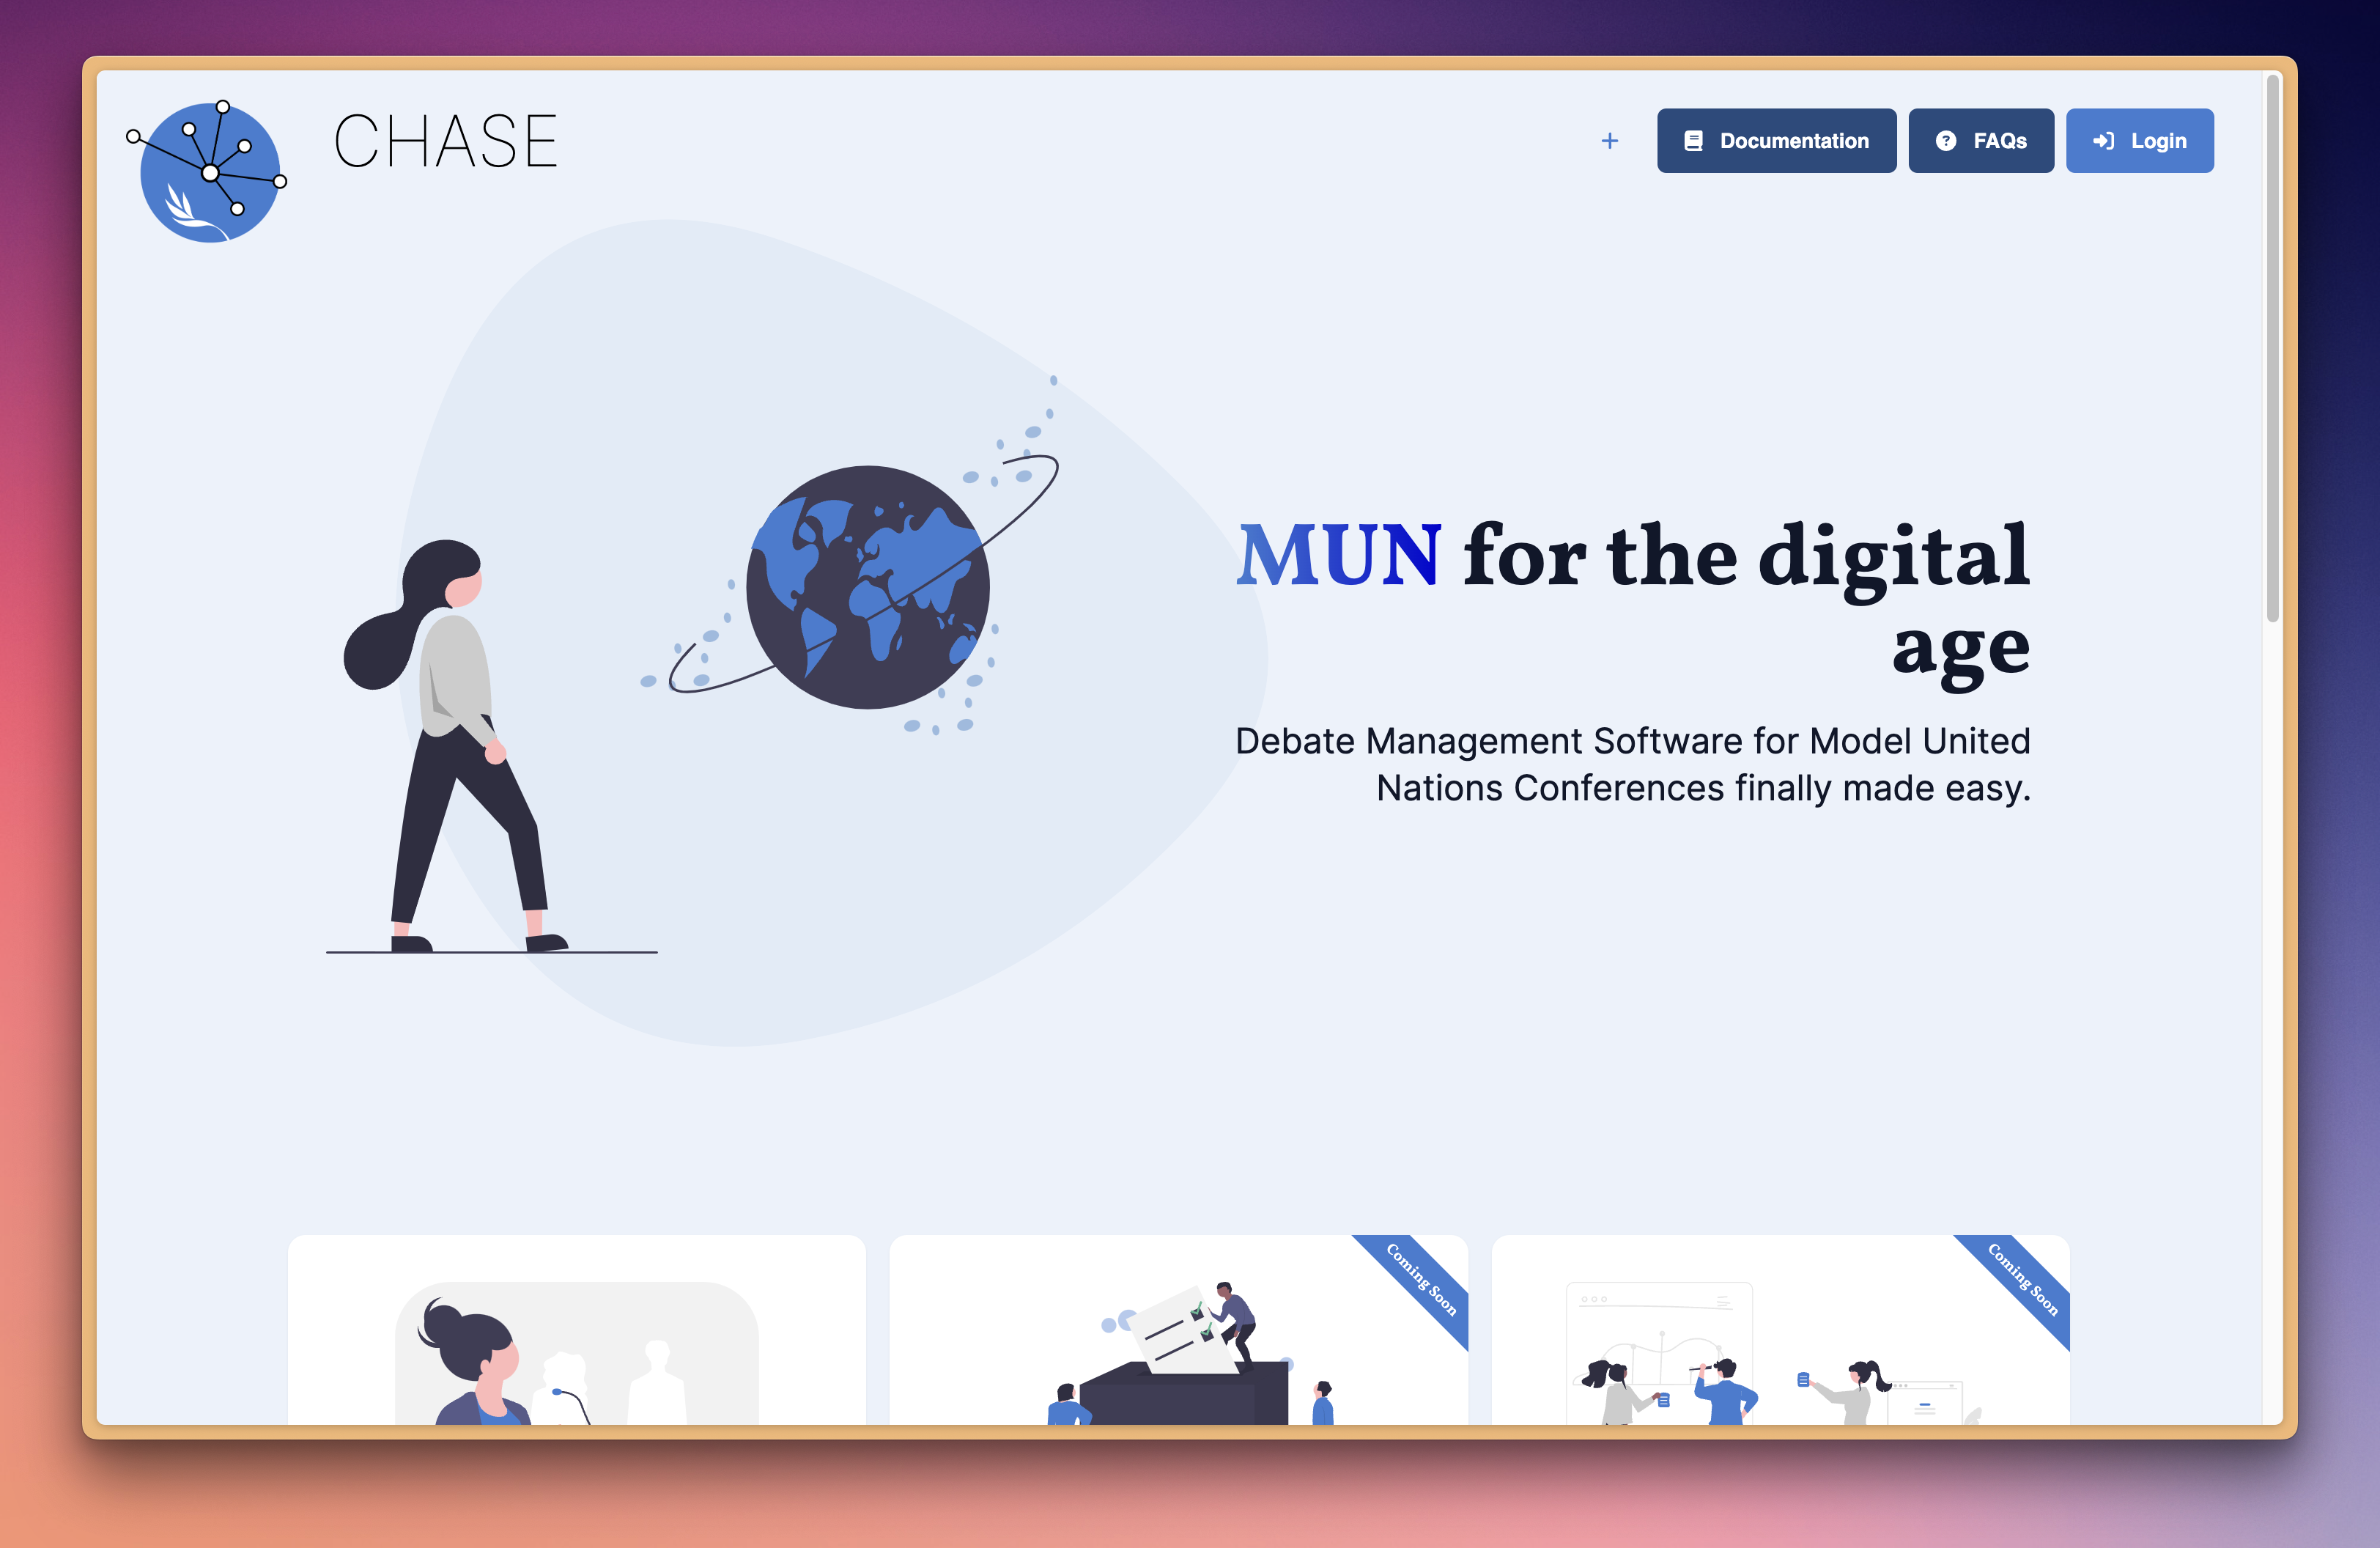 CHASE
+
Documentation
FAQs
Login
MUN for the digital
age
Debate Management Software for Model United
Nations Conferences finally made easy.
Coming Soon
Coming Soon